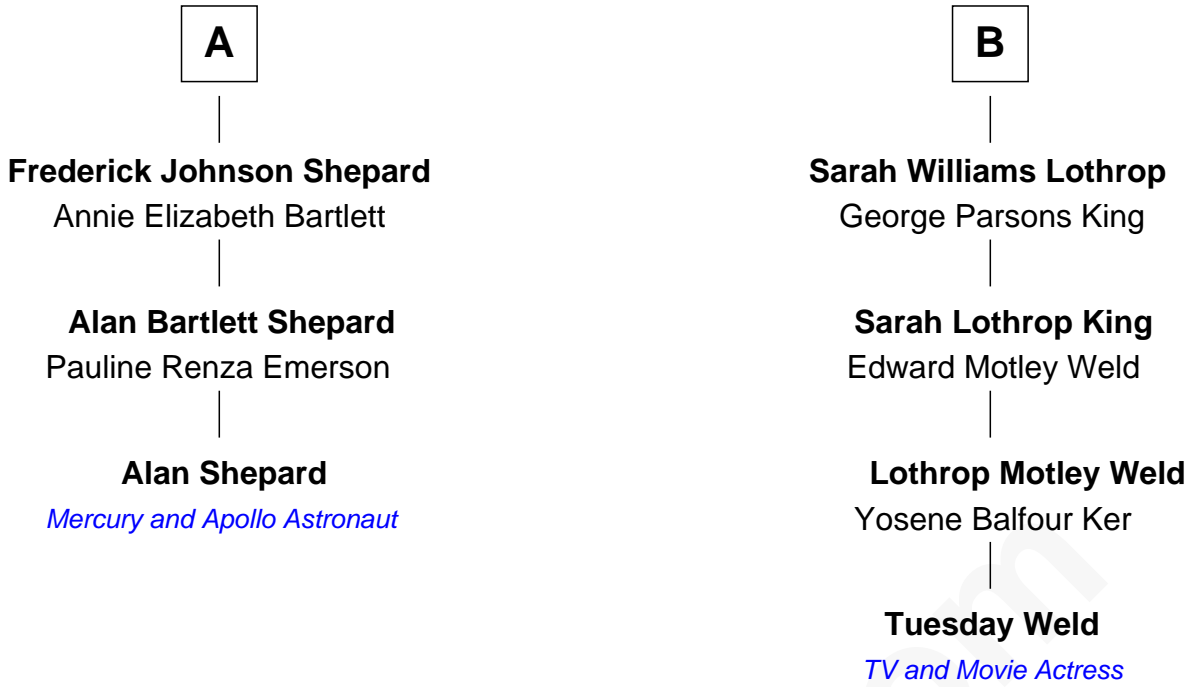 A
Frederick Johnson Shepard
Annie Elizabeth Bartlett
Alan Bartlett Shepard
Pauline Renza Emerson
Alan Shepard
Mercury and Apollo Astronaut
B
Sarah Williams Lothrop
George Parsons King
Sarah Lothrop King
Edward Motley Weld
Lothrop Motley Weld
Yosene Balfour Ker
Tuesday Weld
TV and Movie Actress